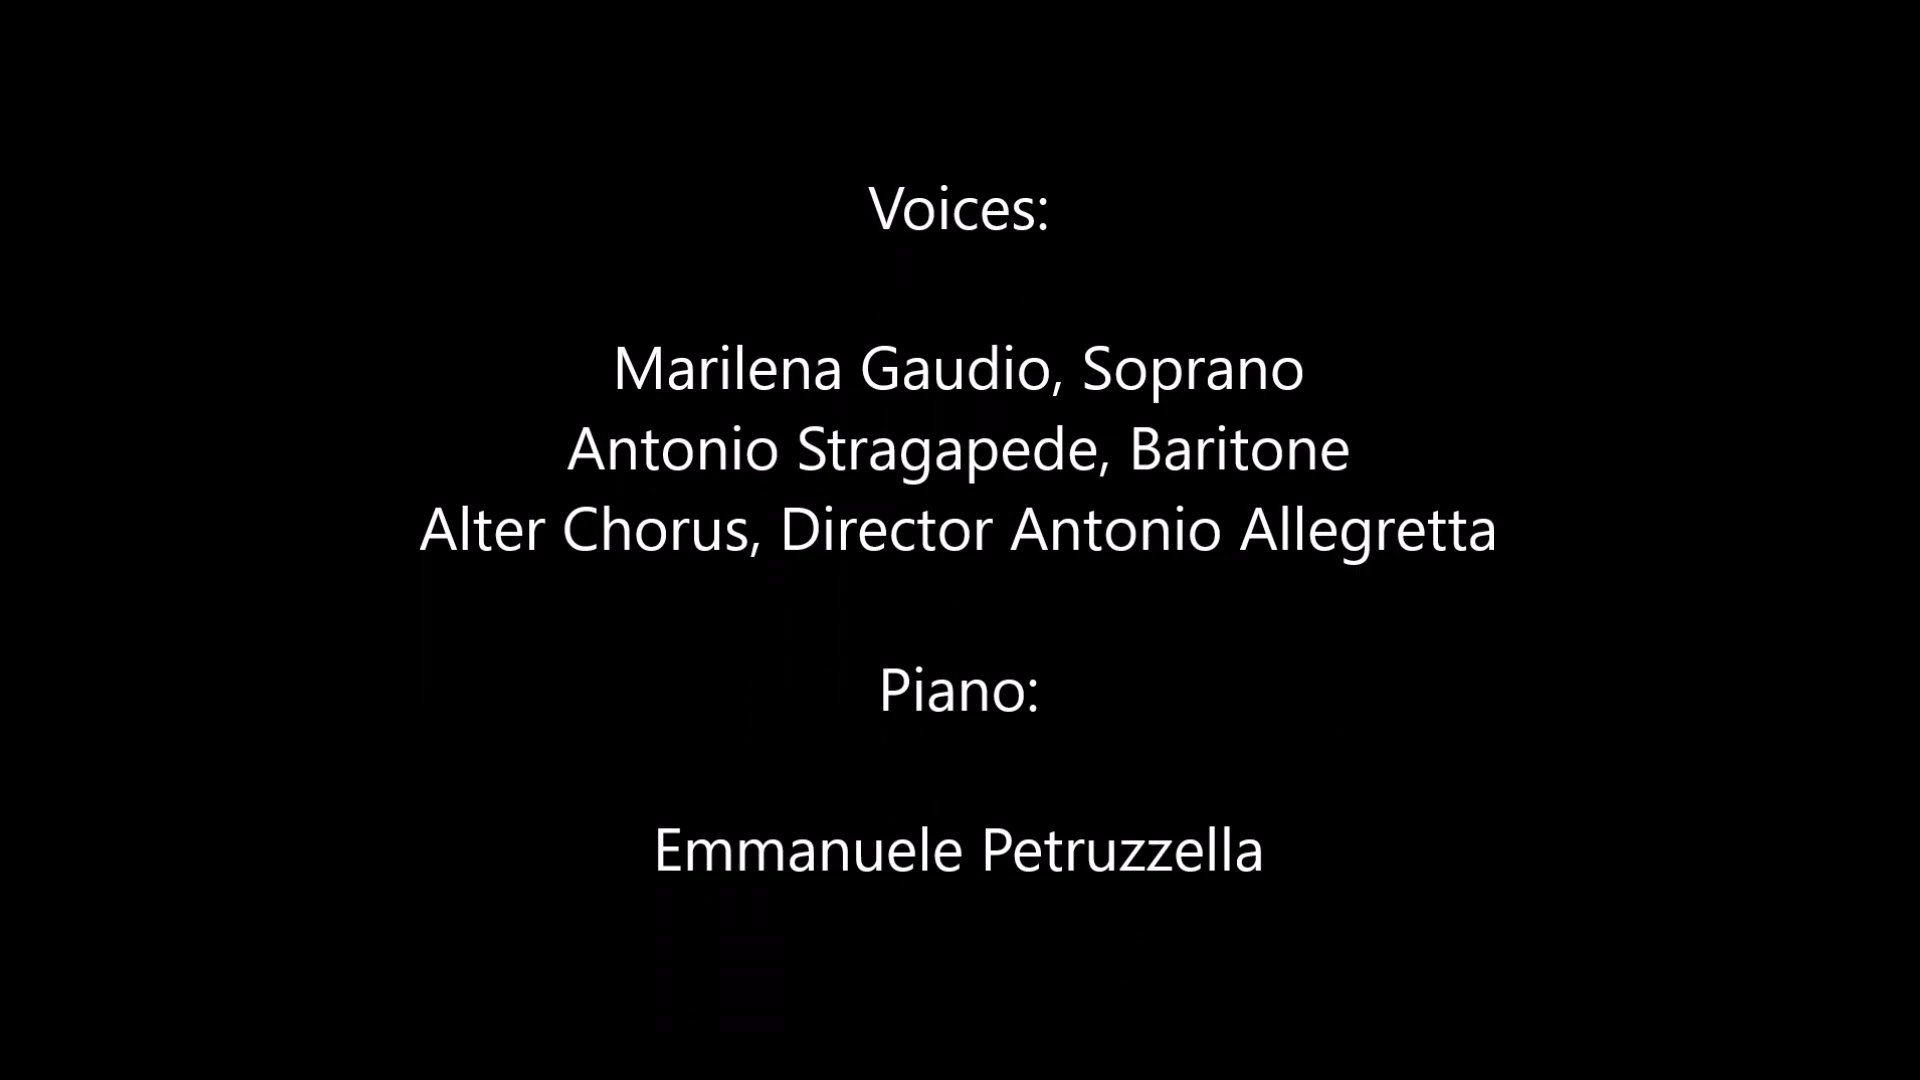 Voices:
Marilena Gaudio, Soprano
Antonio Stragapede, Baritone
Alter Chorus, Director Antonio Allegretta
Piano:
Emmanuele Petruzzella